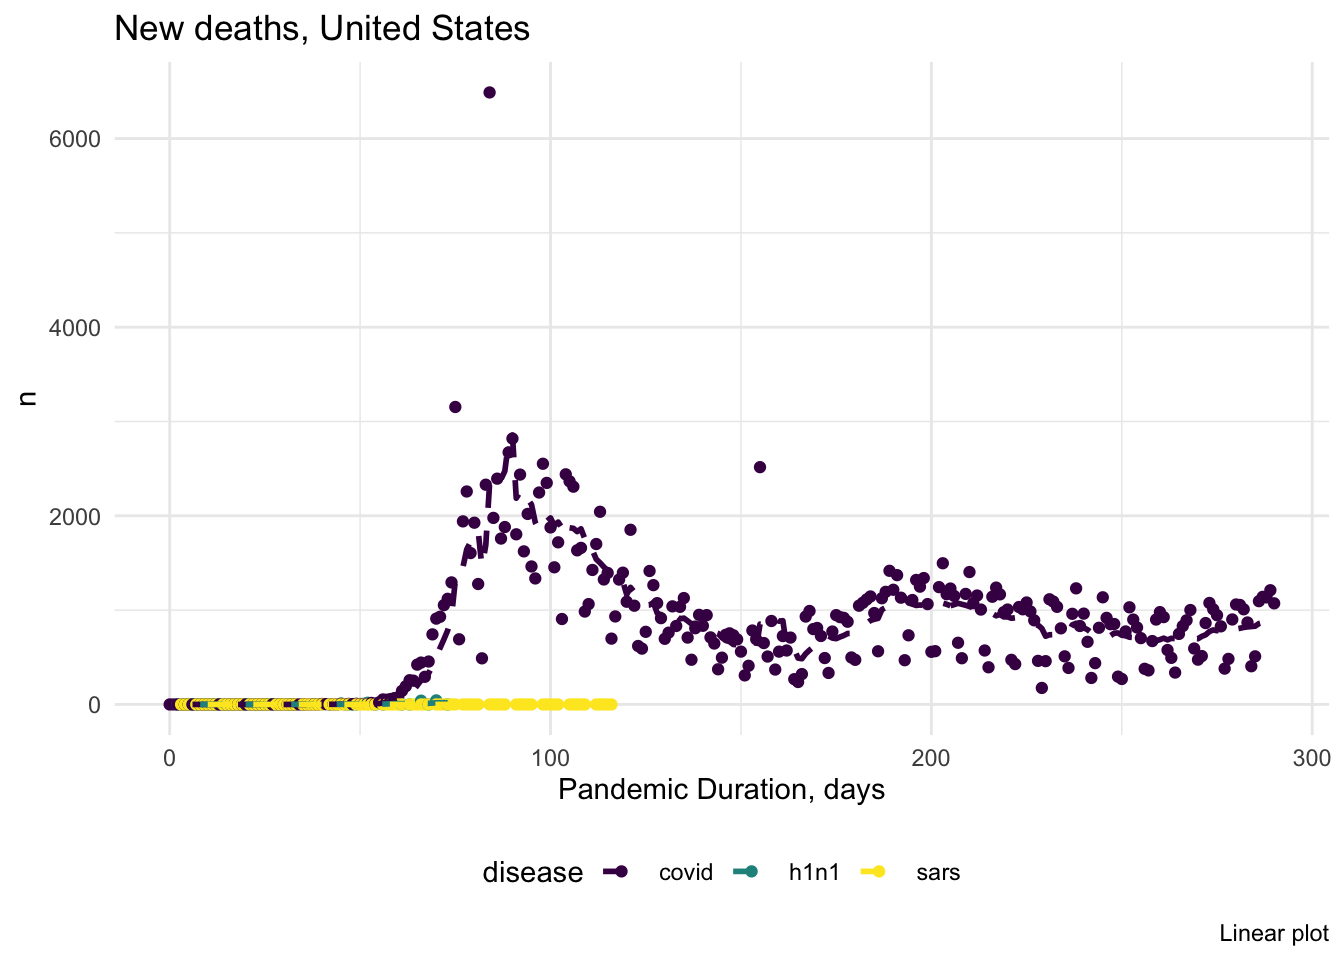 New deaths, United States
6000
4000
2000
0
n
0 100 200 300
Pandemic Duration, days
disease covid h1n1 sars
Linear plot